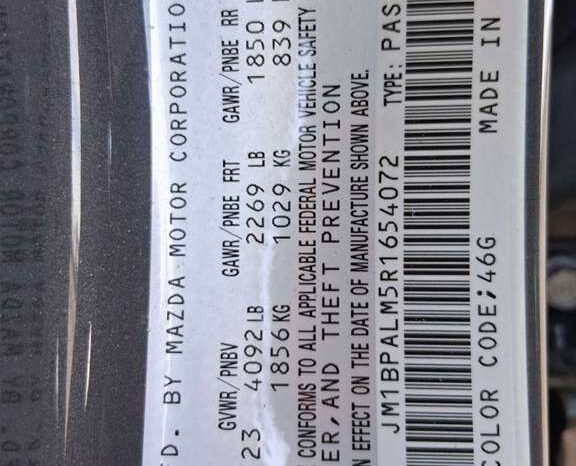 FD. BY MAZDA MOTOR CORPORATIO
GVWR/PNBV GAWR/PNBE FRT GAWR/PNBE RR
23 4092 LB 2269 LB 1850
1856 KG 1029 KG 839
CONFORMS TO ALL APPLICABLE FEDERAL MOTOR VEHICLE SAFETY
ER, AND THEFT PREVENTION
N EFFECT ON THE DATE OF MANUFACTURE SHOWN ABOVE.
JM1BPALM5R1654072 TYPE: PAS
COLOR CODE;46G MADE IN